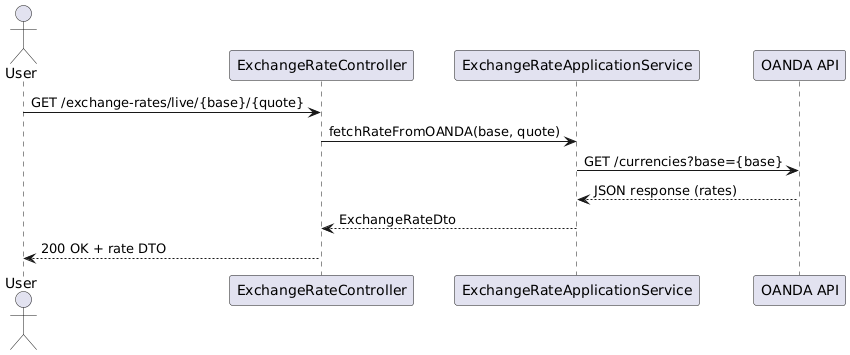 User
ExchangeRateController
ExchangeRateApplicationService
OANDA API
GET /exchange-rates/live/{base}/{quote}
fetchRateFromOANDA(base, quote)
GET /currencies?base={base}
JSON response (rates)
ExchangeRateDto
200 OK + rate DTO
User
ExchangeRateController
ExchangeRateApplicationService
OANDA API